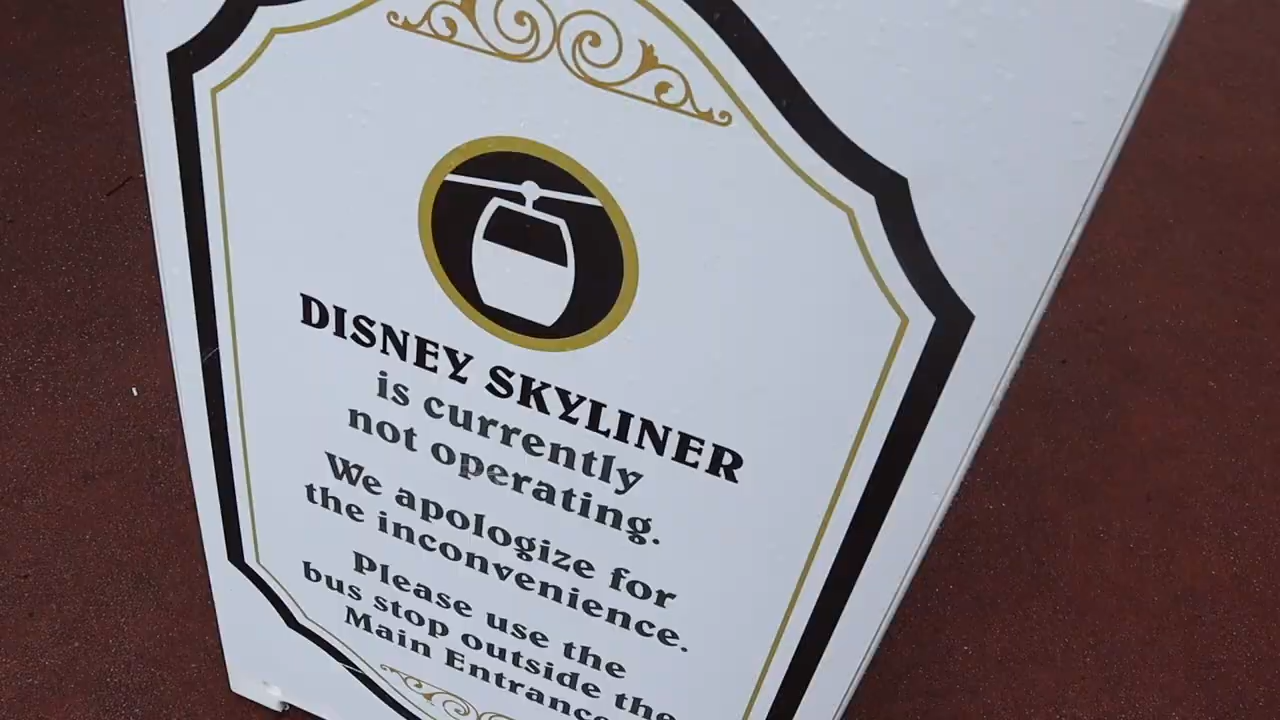 DISNEY SKYLINER
is currently
not operating.
We apologize for
the inconvenience.
Please use the
bus stop outside the
Main Entrance